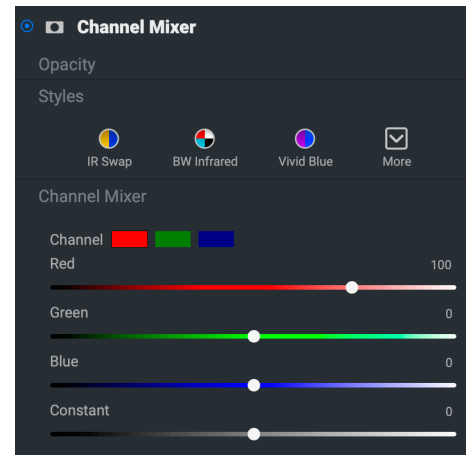 Channel Mixer
Opacity
Styles
IR Swap BW Infrared Vivid Blue More
Channel Mixer
Channel
Red 100
Green 0
Blue 0
Constant 0